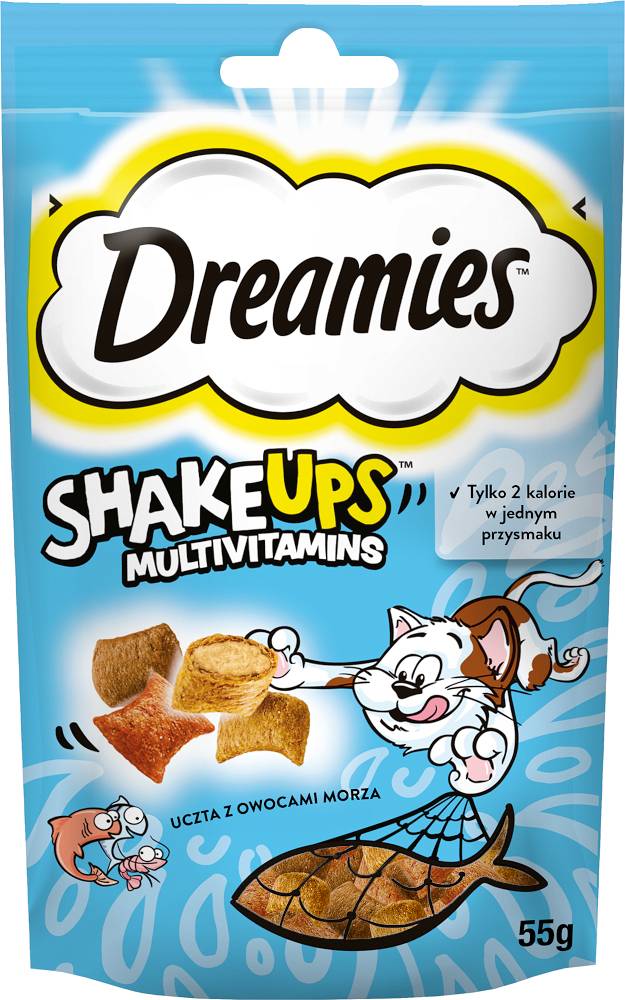 Dreamies™
SHAKEUPS™
MULTIVITAMINS
✓ Tylko 2 kalorie
w jednym
przysmaku
UCZTA Z OWOCAMI MORZA
55g